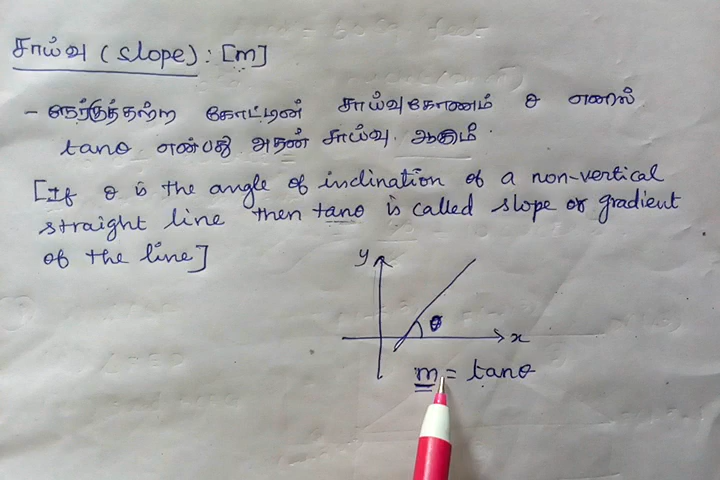 சாய்வு (slope) : [m]
- நேர்குத்தற்ற கோட்டின் சாய்வுகோணம் θ எனில்
tanθ என்பது அதன் சாய்வு ஆகும்.
[If θ is the angle of inclination of a non-vertical
straight line then tanθ is called slope or gradient
of the line]
y
θ
x
m = tanθ